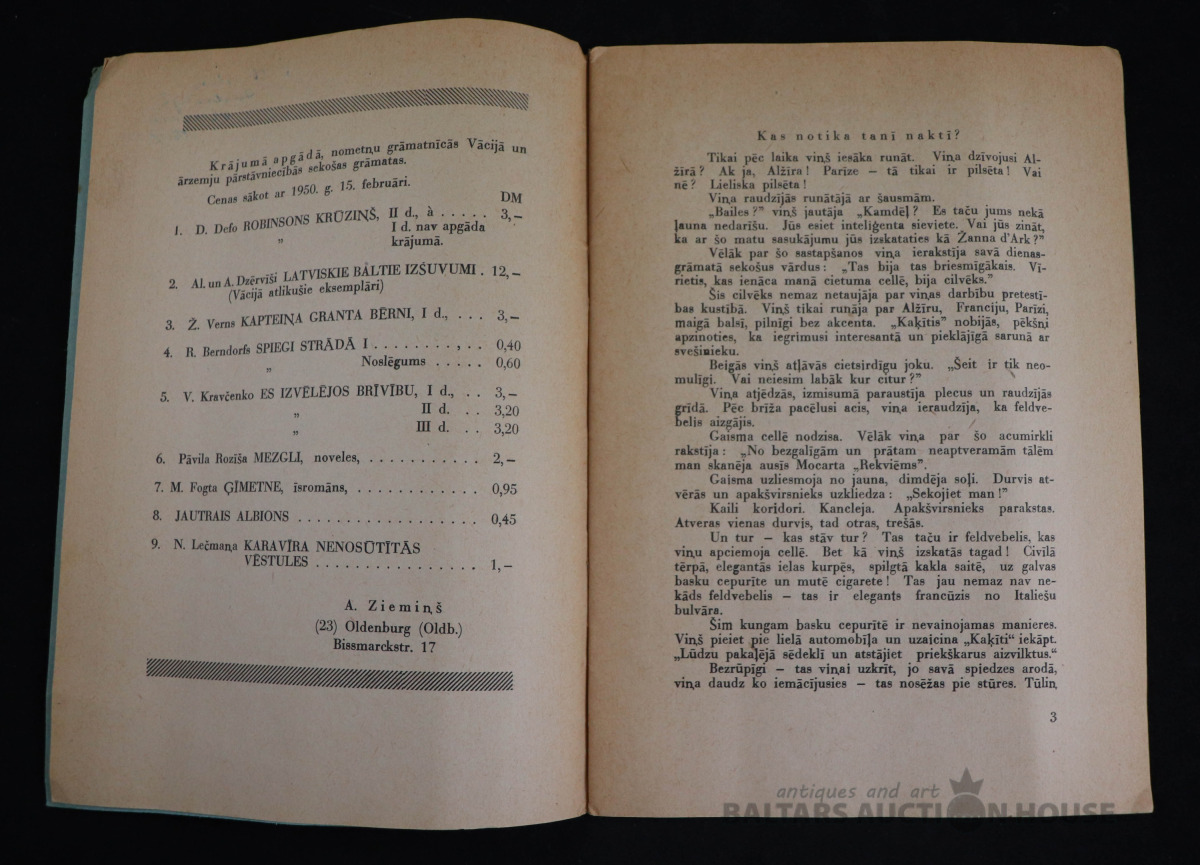 Krājumā apgādā, nometņu grāmatnīcās Vācijā un
ārzemju pārstāvniecībās sekošas grāmatas.
Cenas sākot ar 1950. g. 15. februāri.
DM
1. D. Defo ROBINSONS KRŪZIŅŠ, II d., à . . . . . 3,–
„ I d. nav apgāda
krājumā.
2. Al. un A. Dzērvīši LATVISKIE BALTIE IZŠUVUMI . 12,–
(Vācijā atlikušie eksemplāri)
3. Ž. Verns KAPTEIŅA GRANTA BĒRNI, I d., . . . 3,–
4. R. Berndorfs SPIEGI STRĀDĀ I . . . . . . . . , . . 0,40
„ Noslēgums . . . . . 0,60
5. V. Kravčenko ES IZVĒLĒJOS BRĪVĪBU, I d., . . 3,–
„ II d. . . 3,20
„ III d. . . 3,20
6. Pāvila Rozīša MEZGLI, noveles, . . . . . . . . . . . 2,–
7. M. Fogta ĢĪMETNE, īsromāns, . . . . . . . . . . . . 0,95
8. JAUTRAIS ALBIONS . . . . . . . . . . . . . . . . . . 0,45
9. N. Lečmaņa KARAVĪRA NENOSŪTĪTĀS
VĒSTULES . . . . . . . . . . . . . . . . 1,–
A. Ziemiņš
(23) Oldenburg (Oldb.)
Bissmarckstr. 17
Kas notika tanī naktī?
Tikai pēc laika viņš iesāka runāt. Viņa dzīvojusi Al-
žīrā? Ak ja, Alžīra! Parīze – tā tikai ir pilsēta! Vai
nē? Lieliska pilsēta!
Viņa raudzījās runātājā ar šausmām.
„Bailes?” viņš jautāja „Kamdēļ? Es taču jums nekā
ļauna nedarīšu. Jūs esiet inteliģenta sieviete. Vai jūs zināt,
ka ar šo matu sasukājumu jūs izskataties kā Žanna d'Ark?”
Vēlāk par šo sastapšanos viņa ierakstīja savā dienas-
grāmatā sekošus vārdus: „Tas bija tas briesmīgākais. Vī-
rietis, kas ienāca manā cietuma cellē, bija cilvēks.”
Šis cilvēks nemaz netaujāja par viņas darbību pretestī-
bas kustībā. Viņš tikai runāja par Alžīru, Franciju, Parīzi,
maigā balsī, pilnīgi bez akcenta. „Kaķītis” nobijās, pēkšņi
apzinoties, ka iegrimusi interesantā un pieklājīgā sarunā ar
svešinieku.
Beigās viņš atļāvās cietsirdīgu joku. „Šeit ir tik neo-
mulīgi. Vai neiesim labāk kur citur?”
Viņa atjēdzās, izmisumā paraustīja plecus un raudzījās
grīdā. Pēc brīža pacēlusi acis, viņa ieraudzīja, ka feldve-
belis aizgājis.
Gaisma cellē nodzisa. Vēlāk viņa par šo acumirkli
rakstīja: „No bezgalīgām un prātam neaptveramām tālēm
man skanēja ausīs Mocarta „Rekviēms”.
Gaisma uzliesmoja no jauna, dimdēja soļi. Durvis at-
vērās un apakšvirsnieks uzkliedza: „Sekojiet man!”
Kaili koridori. Kancleja. Apakšvirsnieks parakstas.
Atveras vienas durvis, tad otras, trešās.
Un tur – kas stāv tur? Tas taču ir feldvebelis, kas
viņu apciemoja cellē. Bet kā viņš izskatās tagad! Civīlā
tērpā, elegantās ielas kurpēs, spilgtā kakla saitē, uz galvas
basku cepurīte un mutē cigarete! Tas jau nemaz nav ne-
kāds feldvebelis – tas ir elegants francūzis no Italiešu
bulvāra.
Šim kungam basku cepurītē ir nevainojamas manieres.
Viņš pieiet pie lielā automobīļa un uzaicina „Kaķīti“ iekāpt.
„Lūdzu pakaļējā sēdeklī un atstājiet priekškarus aizvilktus.“
Bezrūpīgi – tas viņai uzkrīt, jo savā spiedzes arodā,
viņa daudz ko iemācījusies – tas nosēžas pie stūres. Tūliņ
3
antiques and art
BALTARS AUCTION HOUSE